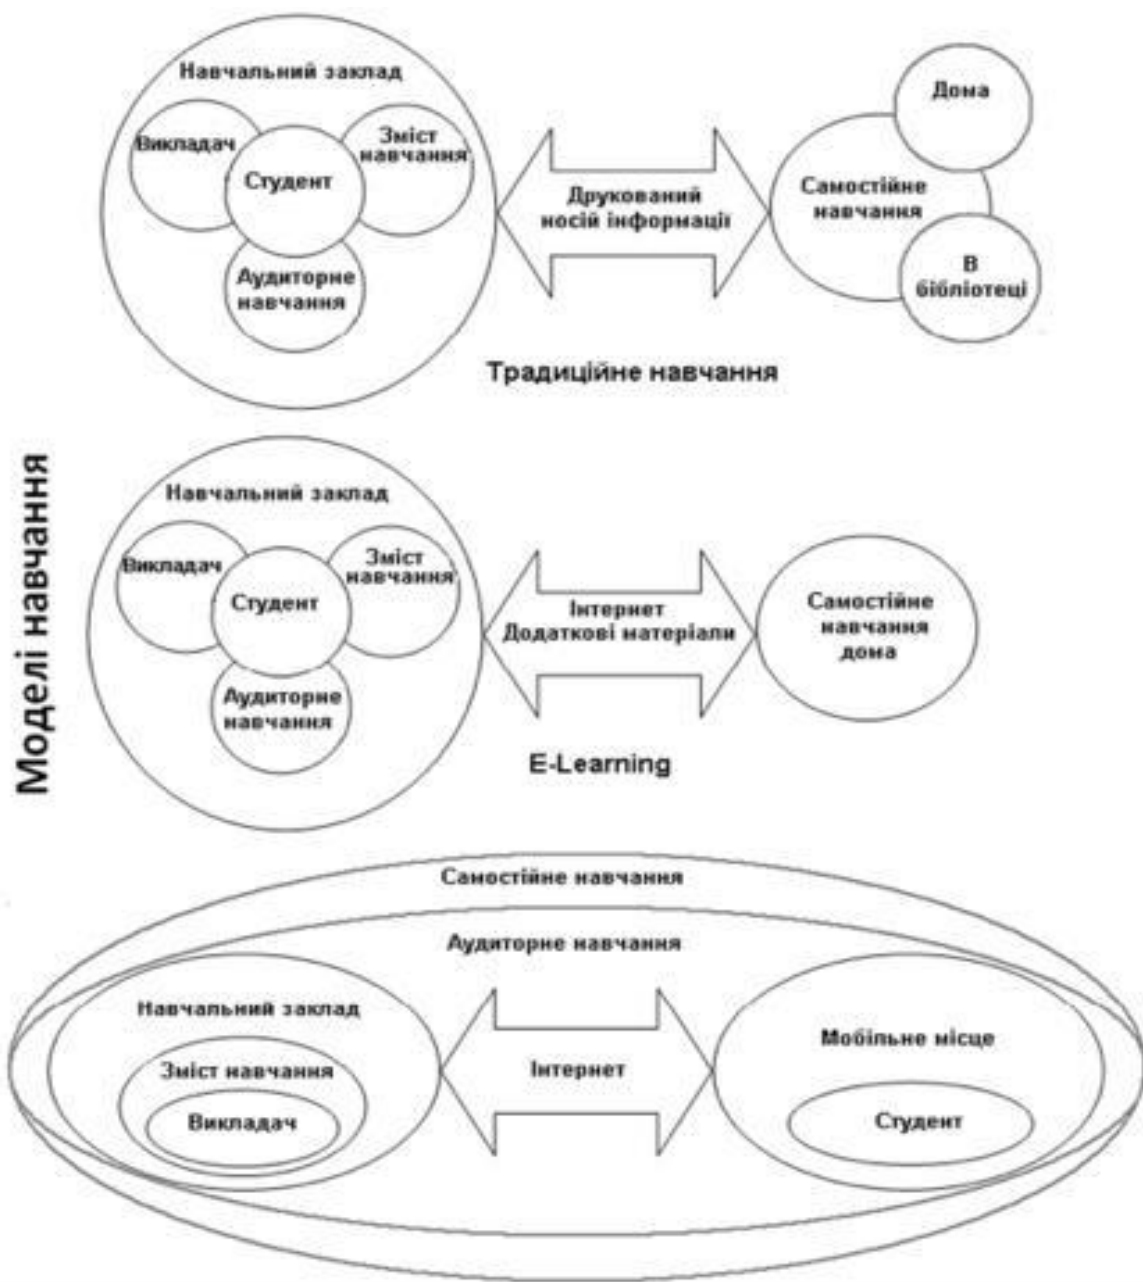 Моделі навчання
Навчальний заклад
Викладач
Зміст
навчання
Студент
Аудиторне
навчання
Друкований
носій інформації
Дома
Самостійне
навчання
В
бібліотеці
Традиційне навчання
Навчальний заклад
Викладач
Зміст
навчання
Студент
Аудиторне
навчання
Інтернет
Додаткові матеріали
Самостійне
навчання
дома
E-Learning
Самостійне навчання
Аудиторне навчання
Навчальний заклад
Зміст навчання
Викладач
Інтернет
Мобільне місце
Студент